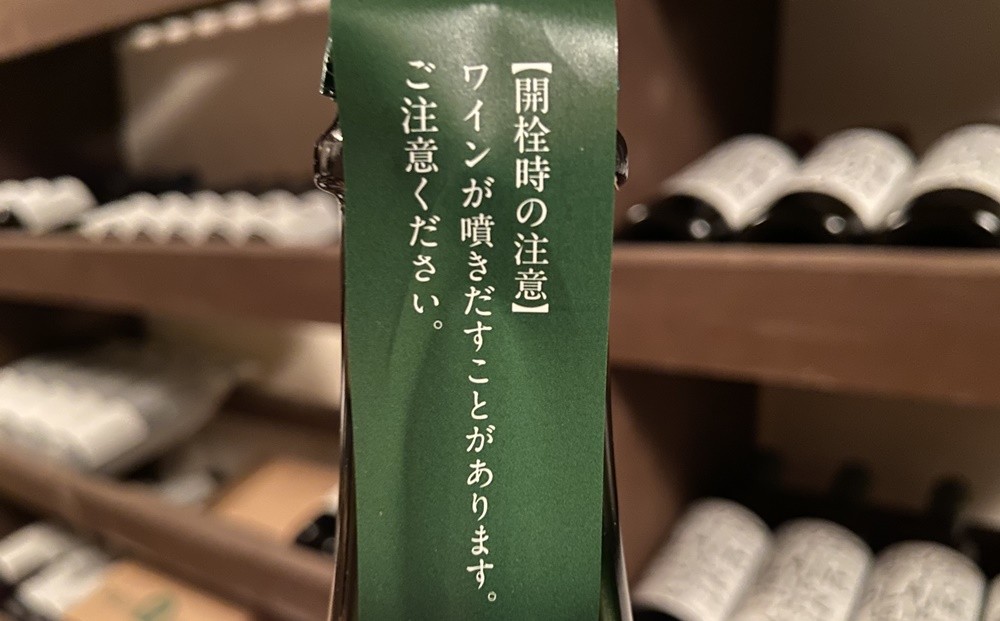 【開栓時の注意】
ワインが噴きだすことがあります。
ご注意ください。